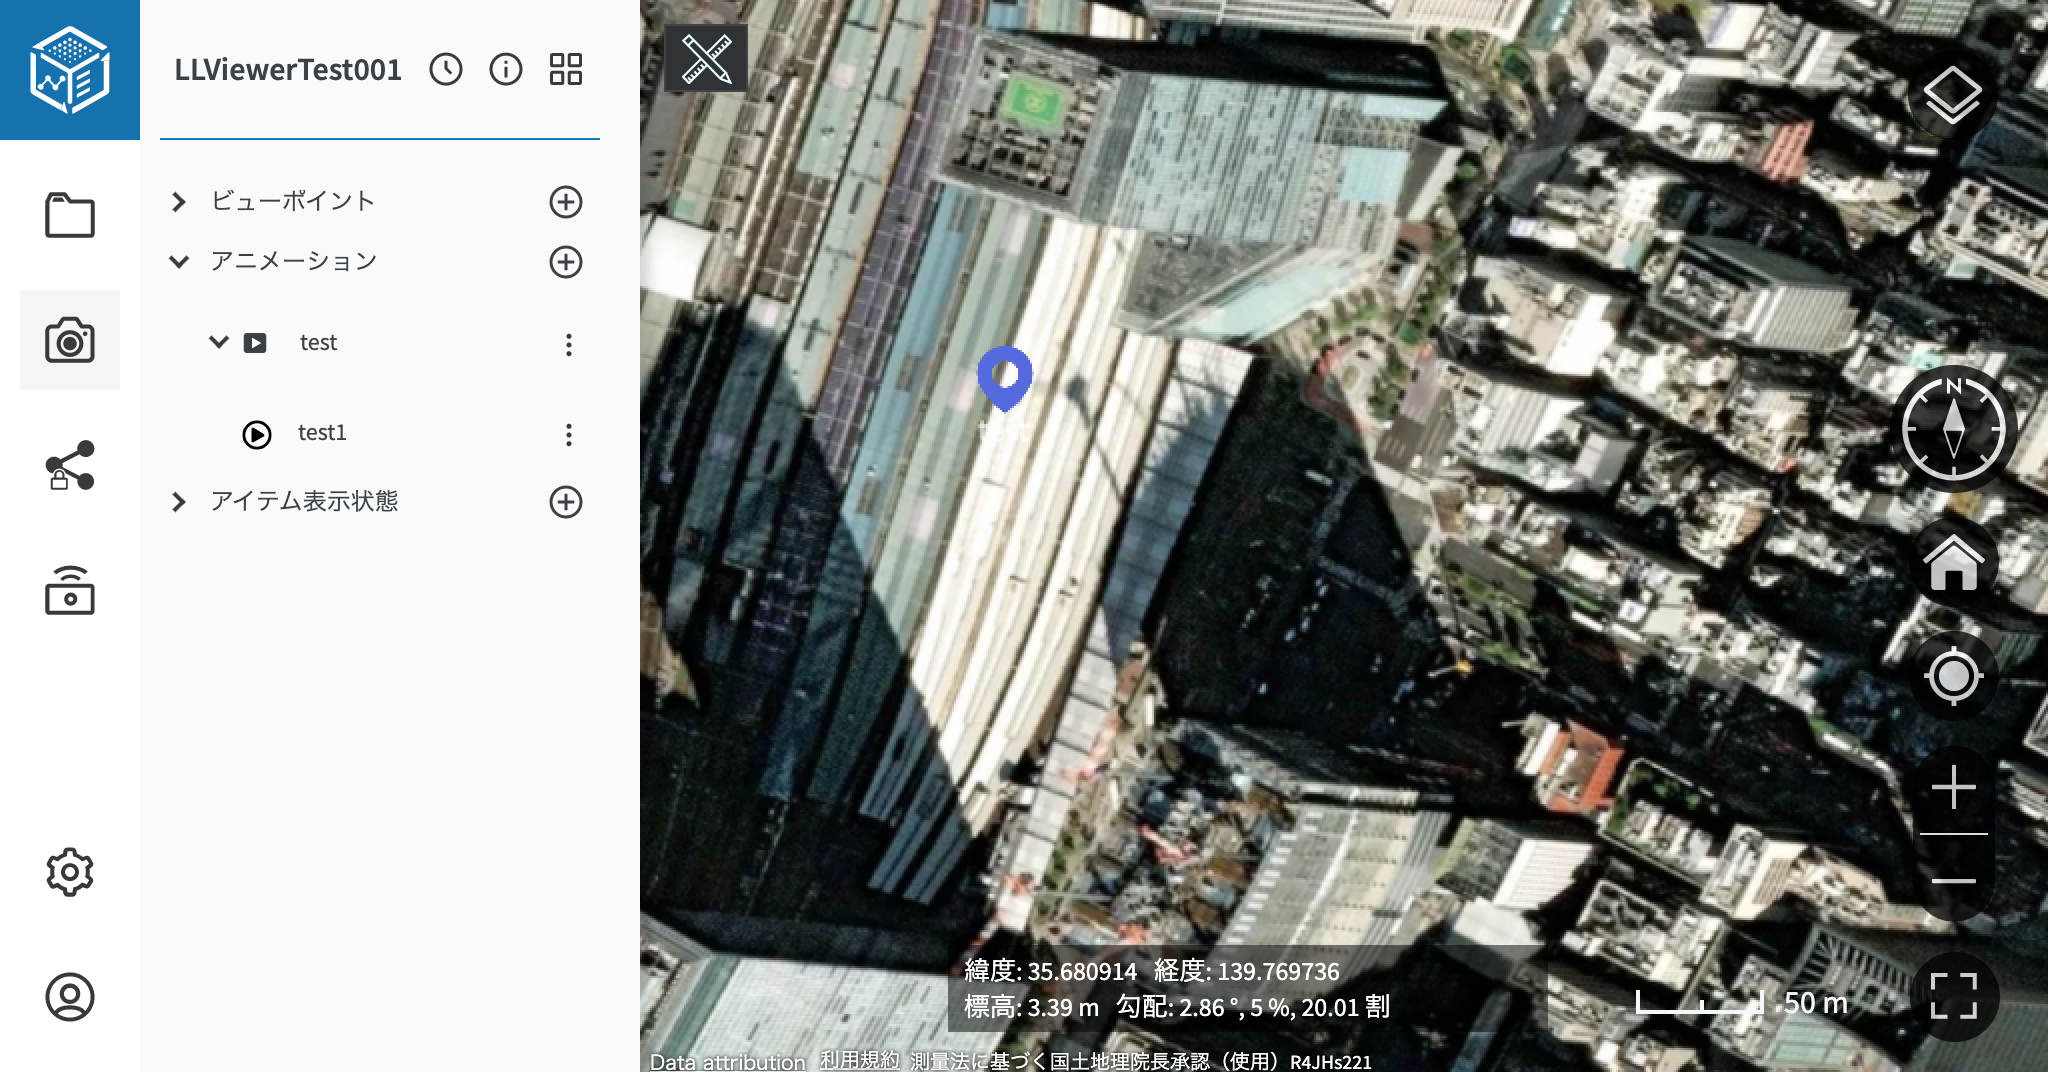 LLViewerTest001
ビューポイント
アニメーション
test
test1
アイテム表示状態
N
緯度: 35.680914 経度: 139.769736
標高: 3.39 m 勾配: 2.86 °, 5 %, 20.01 割
50 m
Data attribution 利用規約 測量法に基づく国土地理院長承認（使用）R4JHs221